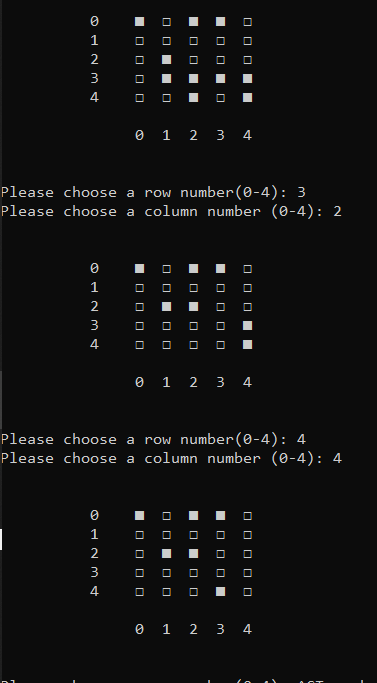 0 ■ □ ■ ■ □
1 □ □ □ □ □
2 □ ■ □ □ □
3 □ ■ ■ ■ ■
4 □ □ ■ □ ■
0 1 2 3 4
Please choose a row number(0-4): 3
Please choose a column number (0-4): 2
0 ■ □ ■ ■ □
1 □ □ □ □ □
2 □ ■ ■ □ □
3 □ □ □ □ ■
4 □ □ □ □ ■
0 1 2 3 4
Please choose a row number(0-4): 4
Please choose a column number (0-4): 4
0 ■ □ ■ ■ □
1 □ □ □ □ □
2 □ ■ ■ □ □
3 □ □ □ □ □
4 □ □ □ ■ □
0 1 2 3 4